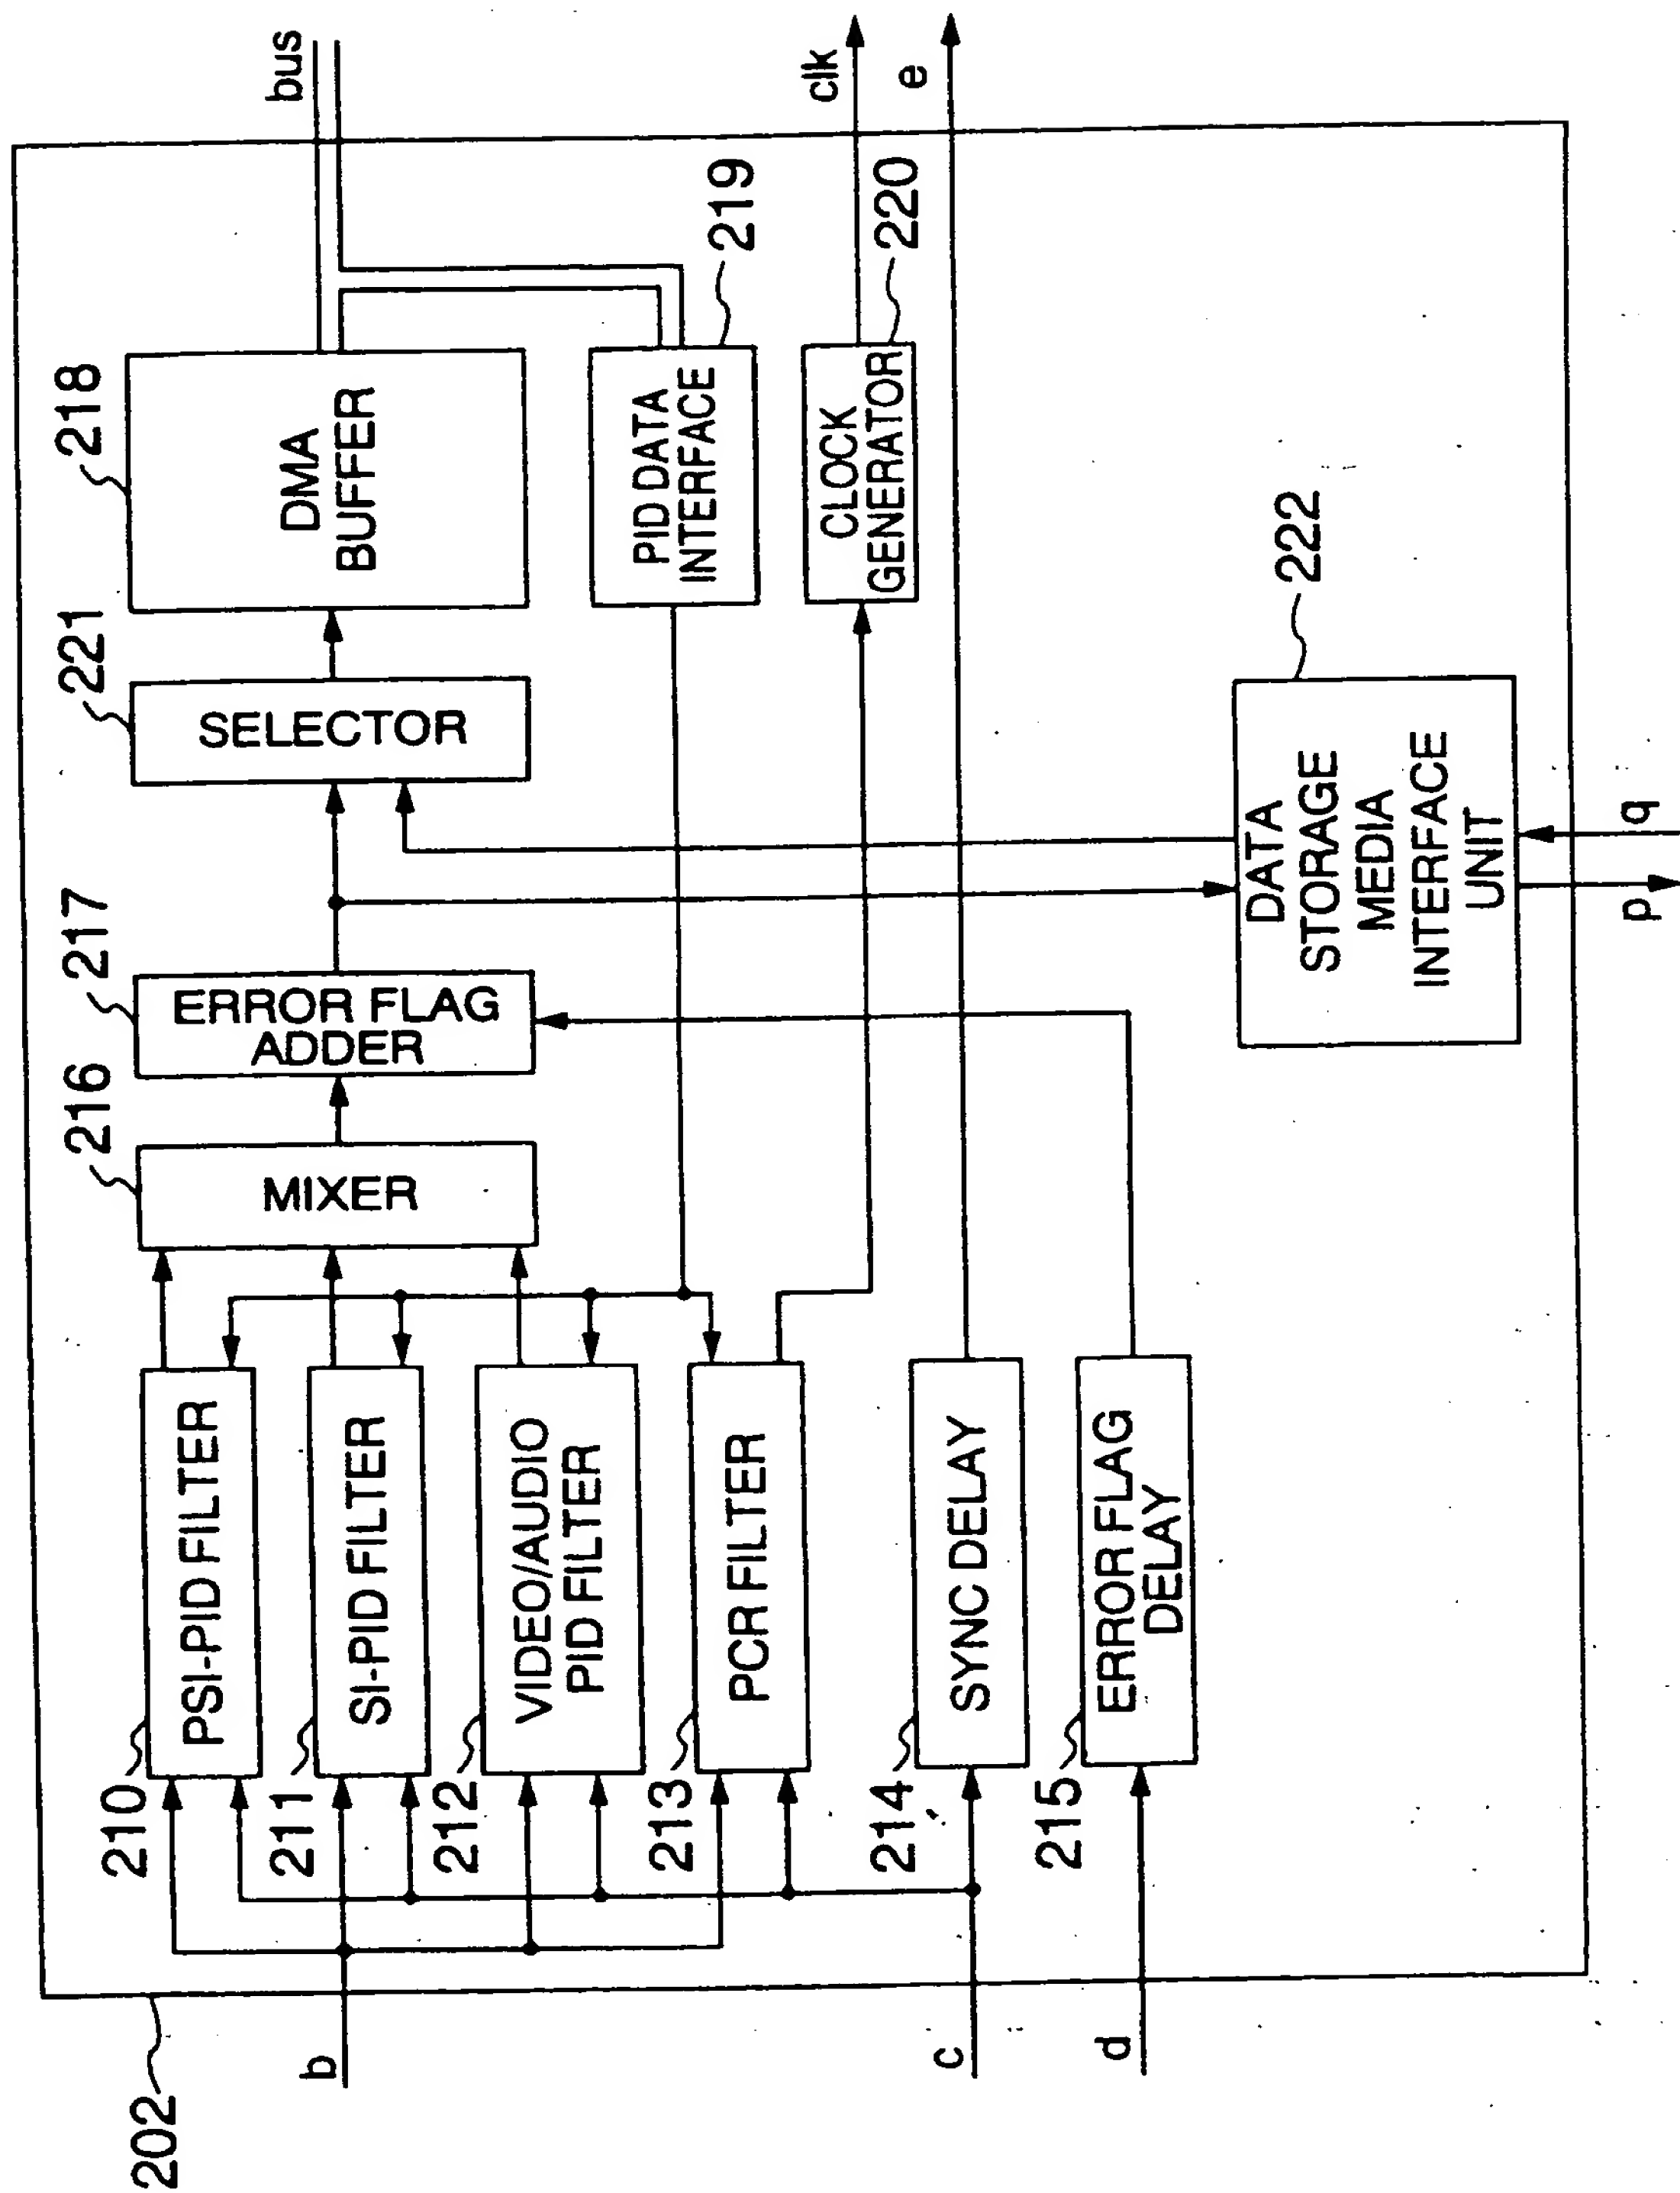 202
b
c
d
210
PSI-PID FILTER
211
SI-PID FILTER
212
VIDEO/AUDIO
PID FILTER
213
PCR FILTER
214
SYNC DELAY
215
ERROR FLAG
DELAY
216
MIXER
217
ERROR FLAG
ADDER
221
SELECTOR
218
DMA
BUFFER
219
PID DATA
INTERFACE
220
CLOCK
GENERATOR
222
DATA
STORAGE
MEDIA
INTERFACE
UNIT
bus
clk
e
p
q